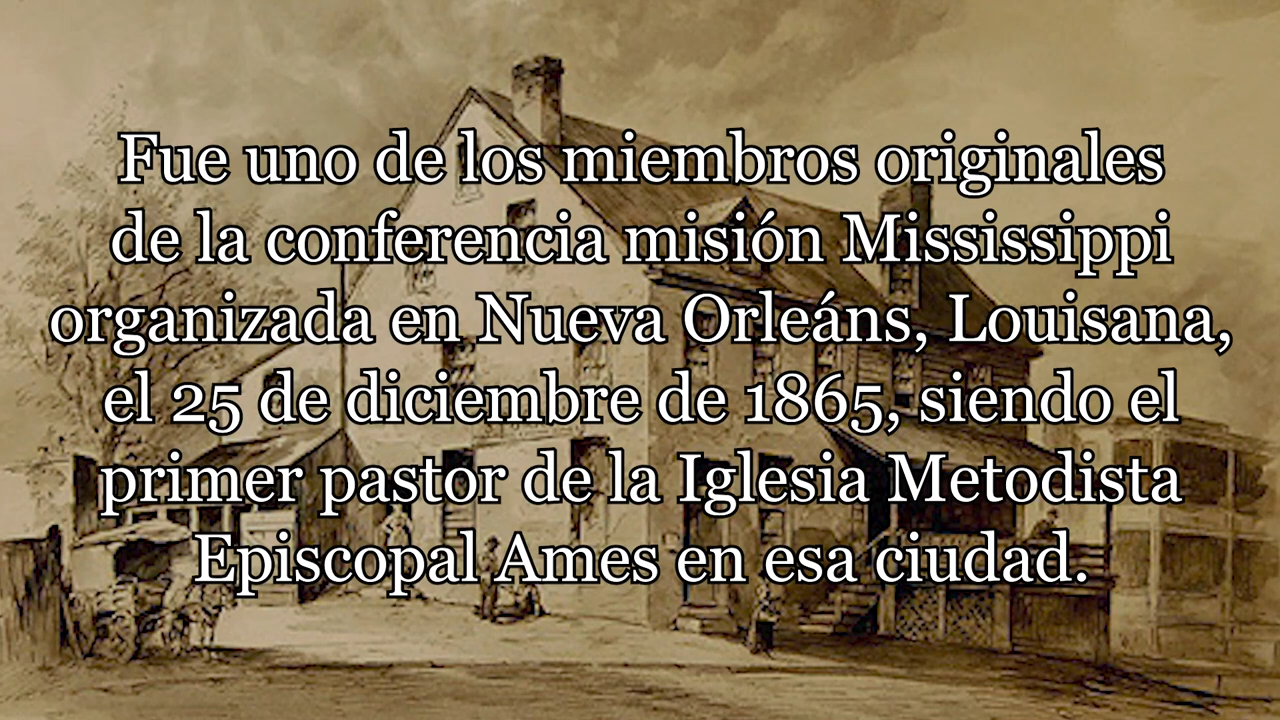 Fue uno de los miembros originales
de la conferencia misión Mississippi
organizada en Nueva Orleáns, Louisana,
el 25 de diciembre de 1865, siendo el
primer pastor de la Iglesia Metodista
Episcopal Ames en esa ciudad.